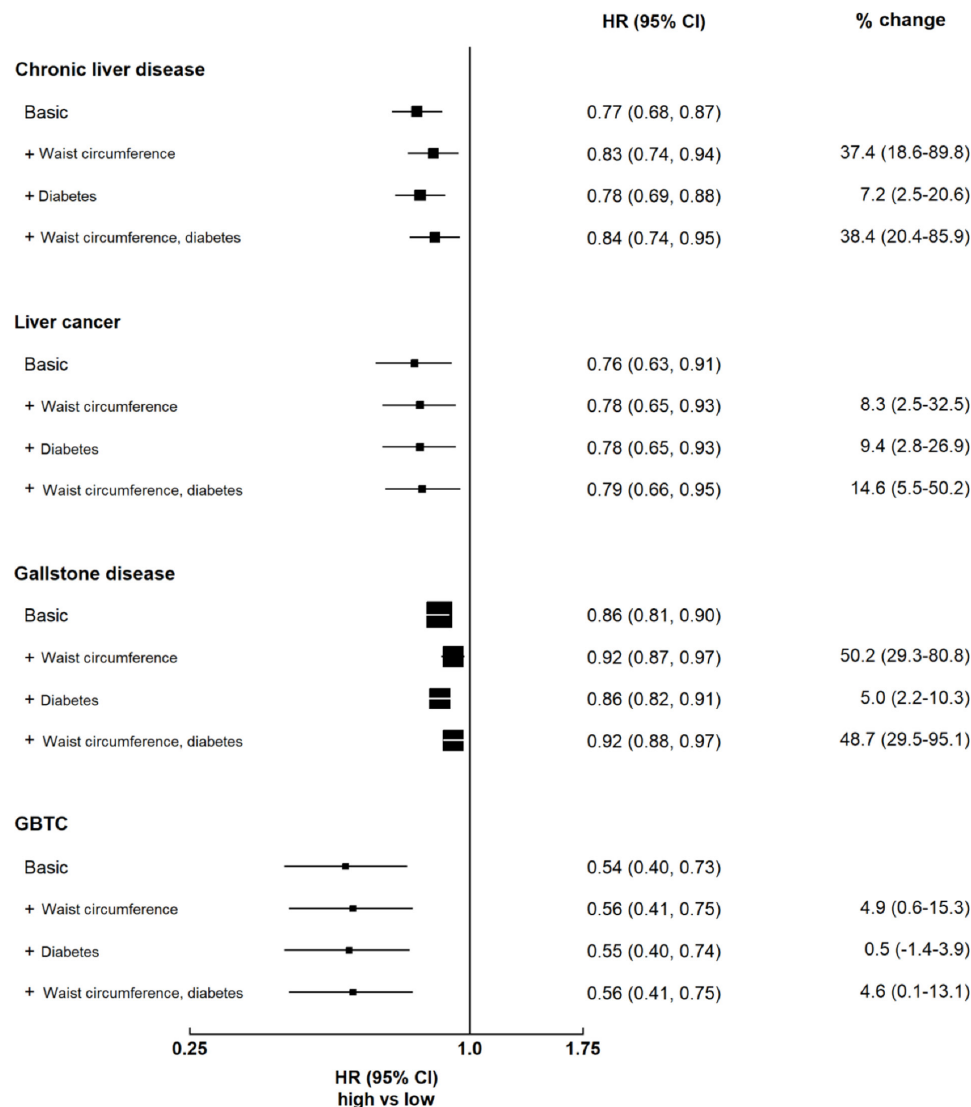 HR (95% CI) % change
Chronic liver disease
Basic 0.77 (0.68, 0.87)
+ Waist circumference 0.83 (0.74, 0.94) 37.4 (18.6-89.8)
+ Diabetes 0.78 (0.69, 0.88) 7.2 (2.5-20.6)
+ Waist circumference, diabetes 0.84 (0.74, 0.95) 38.4 (20.4-85.9)
Liver cancer
Basic 0.76 (0.63, 0.91)
+ Waist circumference 0.78 (0.65, 0.93) 8.3 (2.5-32.5)
+ Diabetes 0.78 (0.65, 0.93) 9.4 (2.8-26.9)
+ Waist circumference, diabetes 0.79 (0.66, 0.95) 14.6 (5.5-50.2)
Gallstone disease
Basic 0.86 (0.81, 0.90)
+ Waist circumference 0.92 (0.87, 0.97) 50.2 (29.3-80.8)
+ Diabetes 0.86 (0.82, 0.91) 5.0 (2.2-10.3)
+ Waist circumference, diabetes 0.92 (0.88, 0.97) 48.7 (29.5-95.1)
GBTC
Basic 0.54 (0.40, 0.73)
+ Waist circumference 0.56 (0.41, 0.75) 4.9 (0.6-15.3)
+ Diabetes 0.55 (0.40, 0.74) 0.5 (-1.4-3.9)
+ Waist circumference, diabetes 0.56 (0.41, 0.75) 4.6 (0.1-13.1)
0.25 1.0 1.75
HR (95% CI)
high vs low